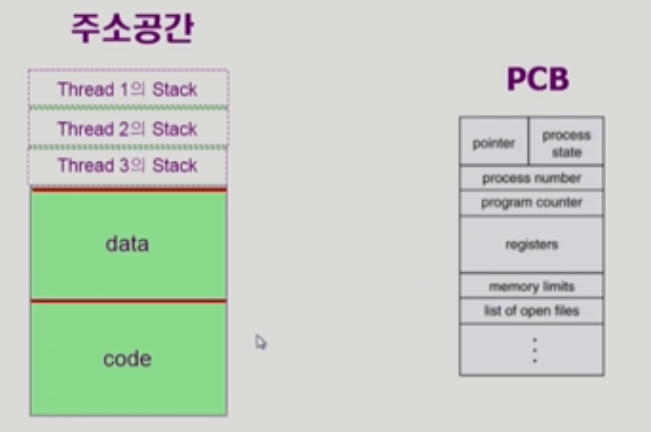 주소공간
Thread 1의 Stack
Thread 2의 Stack
Thread 3의 Stack
data
code
PCB
pointer
process
state
process number
program counter
registers
memory limits
list of open files